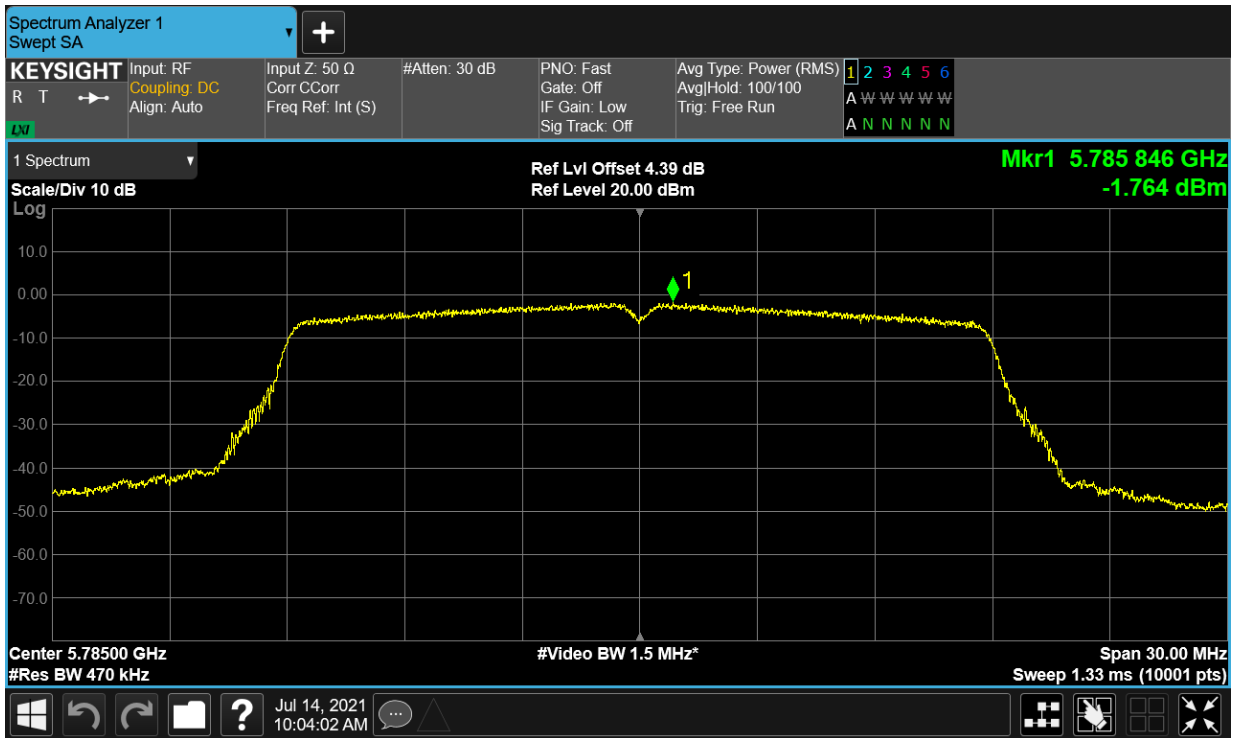 Spectrum Analyzer 1
Swept SA
KEYSIGHT
R T
LXI
Input: RF
Coupling: DC
Align: Auto
Input Z: 50 Ω
Corr CCorr
Freq Ref: Int (S)
#Atten: 30 dB
PNO: Fast
Gate: Off
IF Gain: Low
Sig Track: Off
Avg Type: Power (RMS)
Avg|Hold: 100/100
Trig: Free Run
1 2 3 4 5 6
A W W W W W
A N N N N N
1 Spectrum
Scale/Div 10 dB
Log
Ref Lvl Offset 4.39 dB
Ref Level 20.00 dBm
Mkr1 5.785 846 GHz
-1.764 dBm
1
10.0
0.00
-10.0
-20.0
-30.0
-40.0
-50.0
-60.0
-70.0
Center 5.78500 GHz
#Res BW 470 kHz
#Video BW 1.5 MHz*
Span 30.00 MHz
Sweep 1.33 ms (10001 pts)
?
Jul 14, 2021
10:04:02 AM